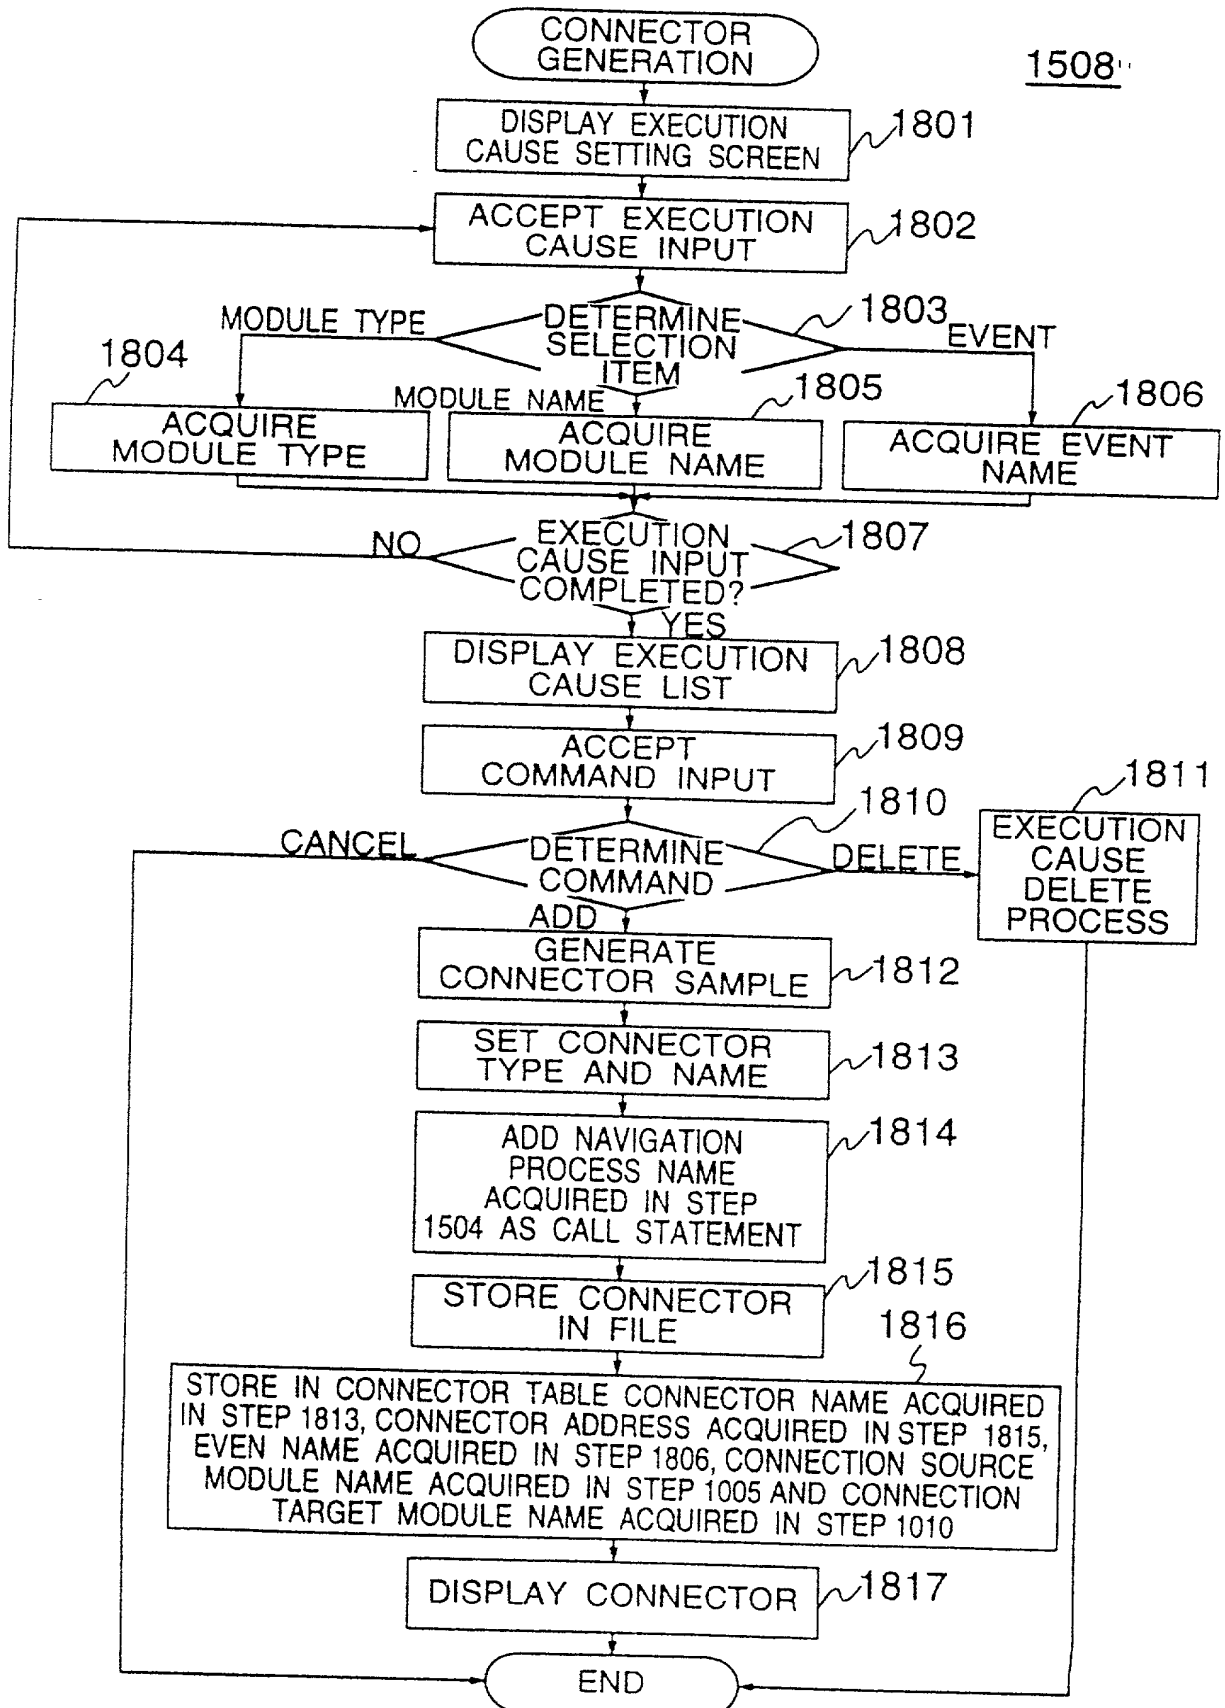 CONNECTOR
GENERATION
1508''
DISPLAY EXECUTION
CAUSE SETTING SCREEN
1801
ACCEPT EXECUTION
CAUSE INPUT
1802
DETERMINE
SELECTION
ITEM
1803
MODULE TYPE
EVENT
1804
MODULE NAME
1805
1806
ACQUIRE
MODULE TYPE
ACQUIRE
MODULE NAME
ACQUIRE EVENT
NAME
EXECUTION
CAUSE INPUT
COMPLETED?
1807
NO
YES
DISPLAY EXECUTION
CAUSE LIST
1808
ACCEPT
COMMAND INPUT
1809
DETERMINE
COMMAND
1810
CANCEL
DELETE
1811
EXECUTION
CAUSE
DELETE
PROCESS
ADD
GENERATE
CONNECTOR SAMPLE
1812
SET CONNECTOR
TYPE AND NAME
1813
ADD NAVIGATION
PROCESS NAME
ACQUIRED IN STEP
1504 AS CALL STATEMENT
1814
STORE CONNECTOR
IN FILE
1815
1816
STORE IN CONNECTOR TABLE CONNECTOR NAME ACQUIRED
IN STEP 1813, CONNECTOR ADDRESS ACQUIRED IN STEP 1815,
EVEN NAME ACQUIRED IN STEP 1806, CONNECTION SOURCE
MODULE NAME ACQUIRED IN STEP 1005 AND CONNECTION
TARGET MODULE NAME ACQUIRED IN STEP 1010
DISPLAY CONNECTOR
1817
END